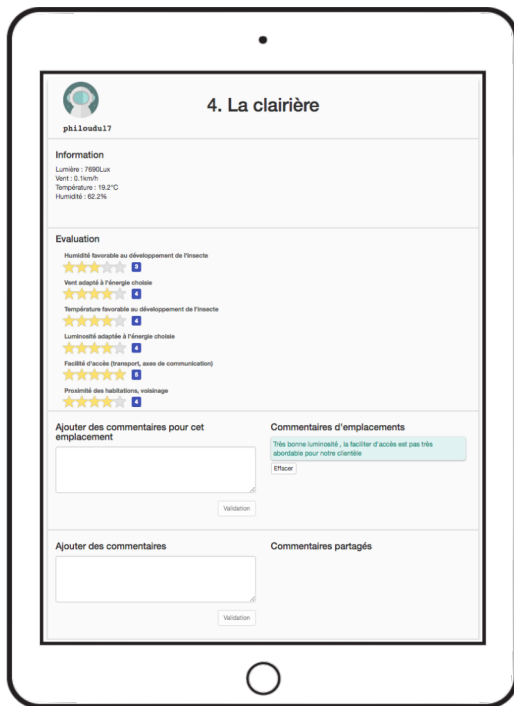 4. La clairière
philoudu17
Information
Lumière : 7690Lux
Vent : 0.1km/h
Température : 19.2°C
Humidité : 62.2%
Evaluation
Humidité favorable au développement de l'insecte
3
Vent adapté à l'énergie choisie
4
Température favorable au développement de l'insecte
4
Luminosité adaptée à l'énergie choisie
4
Facilité d'accès (transport, axes de communication)
5
Proximité des habitations, voisinage
4
Ajouter des commentaires pour cet
emplacement
Validation
Commentaires d'emplacements
Très bonne luminosité , la faciliter d'accès est pas très
abordable pour notre clientèle
Effacer
Ajouter des commentaires
Validation
Commentaires partagés